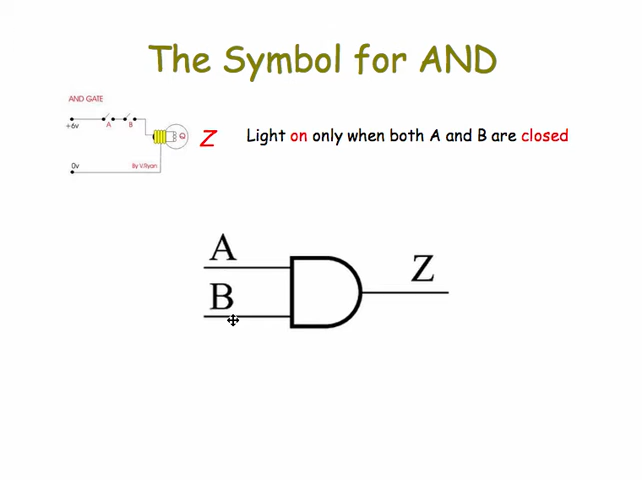 The Symbol for AND
AND GATE
+6v
A
B
Z
Light on only when both A and B are closed
0v
By V.Ryan
A
B
Z